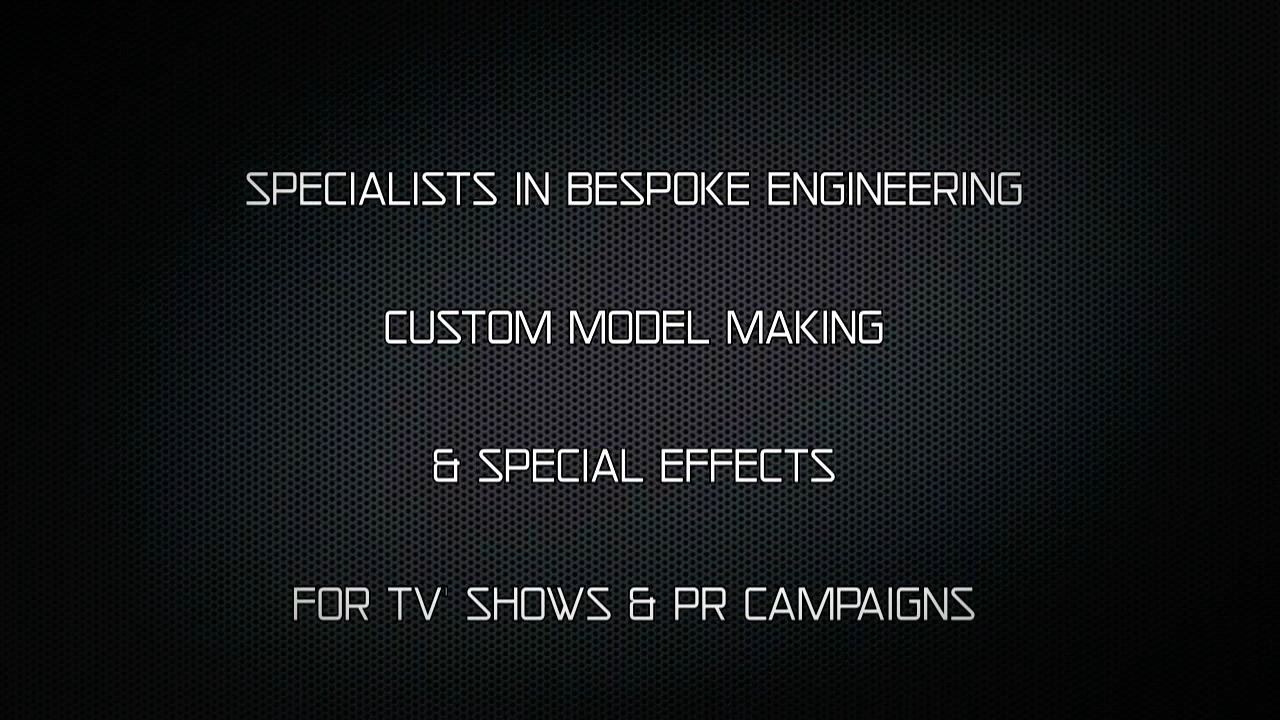 SPECIALISTS IN BESPOKE ENGINEERING
CUSTOM MODEL MAKING
& SPECIAL EFFECTS
FOR TV' SHOWS & PR CAMPAIGNS